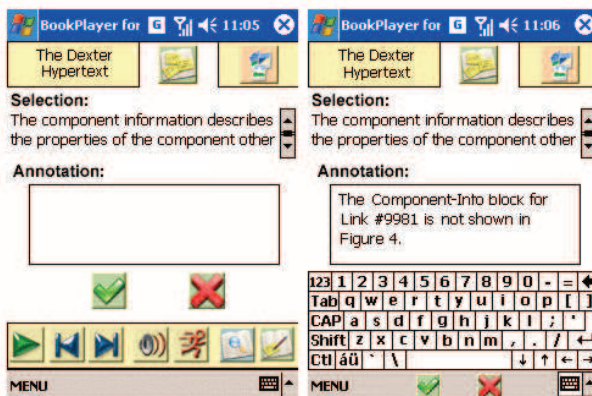 BookPlayer for G 11:05
The Dexter
Hypertext
Selection:
The component information describes
the properties of the component other
Annotation:
MENU
BookPlayer for G 11:06
The Dexter
Hypertext
Selection:
The component information describes
the properties of the component other
Annotation:
The Component-Into block for
Link #9981 is not shown in
Figure 4.
123 1 2 3 4 5 6 7 8 9 0 - =
Tab q w e r t y u i o p [ ]
CAP a s d f g h j k l ; '
Shift z x c v b n m , . /
Ctl áü ` \
MENU